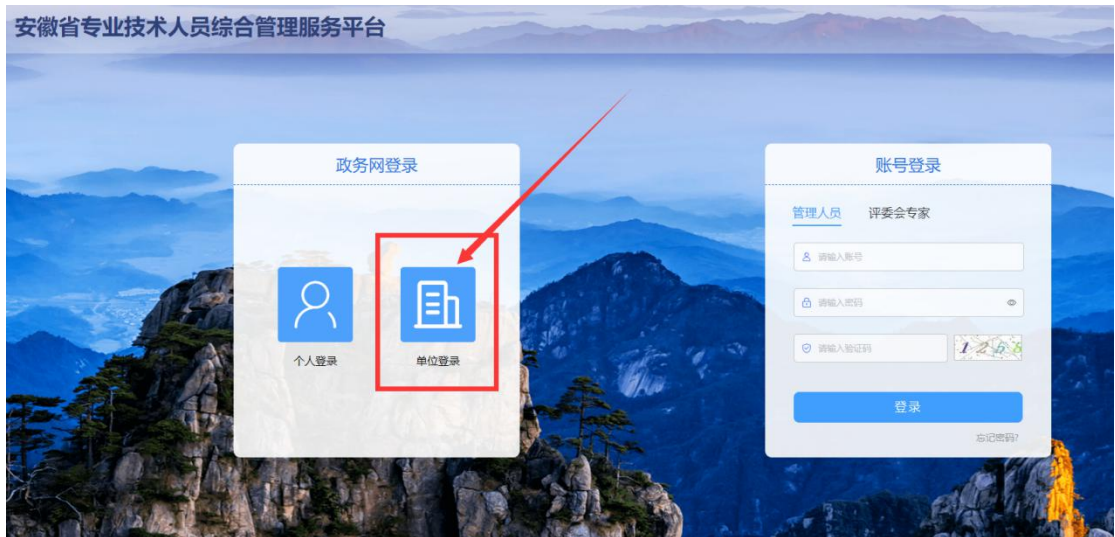 安徽省专业技术人员综合管理服务平台
政务网登录
个人登录
单位登录
账号登录
管理人员 评委会专家
请输入账号
请输入密码
请输入验证码
登录
忘记密码?